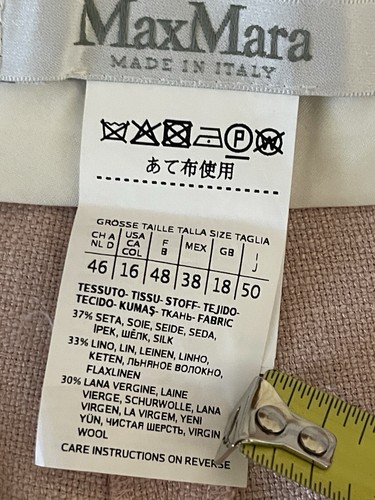 MaxMara
MADE IN ITALY
P W
あて布使用
GRÖSSE TAILLE TALLA SIZE TAGLIA
CH A NL D USA CA COL F B MEX GB I J
46 16 48 38 18 50
TESSUTO- TISSU- STOFF- TEJIDO-
TECIDO- KUMAŞ- ТКАНЬ- FABRIC
37% SETA, SOIE, SEIDE, SEDA,
İPEK, ШЁЛК, SILK
33% LINO, LIN, LEINEN, LINHO,
KETEN, ЛЬНЯНОЕ ВОЛОКНО,
FLAXLINEN
30% LANA VERGINE, LAINE
VIERGE, SCHURWOLLE, LANA
VIRGEN, LA VIRGEM, YENI
YÜN, ЧИСТАЯ ШЕРСТЬ, VIRGIN
WOOL
CARE INSTRUCTIONS ON REVERSE